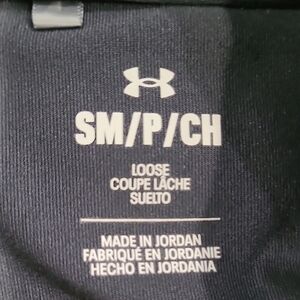 SM/P/CH
LOOSE
COUPE LÂCHE
SUELTO
MADE IN JORDAN
FABRIQUÉ EN JORDANIE
HECHO EN JORDANIA